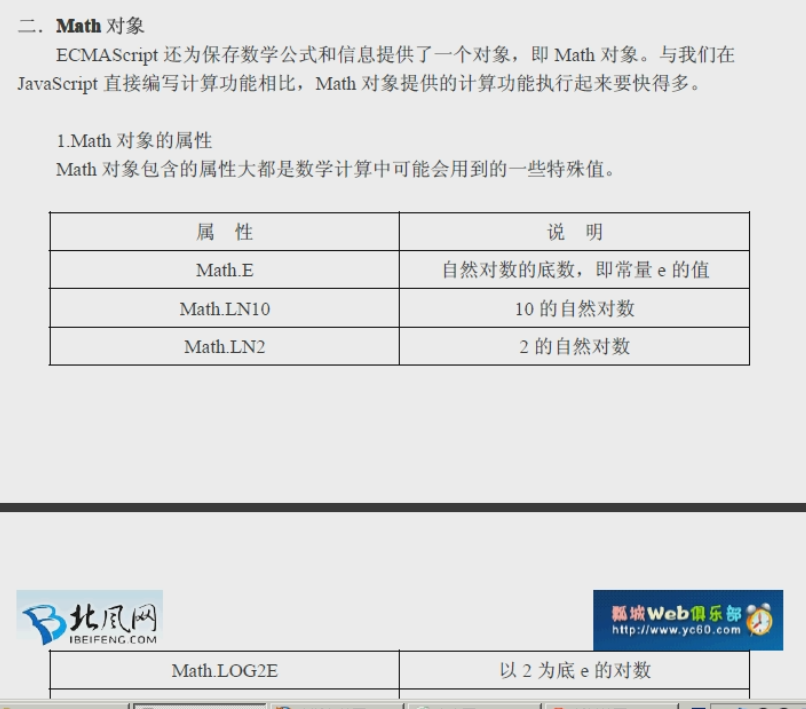 二．Math 对象
ECMAScript 还为保存数学公式和信息提供了一个对象，即 Math 对象。与我们在
JavaScript 直接编写计算功能相比，Math 对象提供的计算功能执行起来要快得多。
1.Math 对象的属性
Math 对象包含的属性大都是数学计算中可能会用到的一些特殊值。
属 性 说 明
Math.E 自然对数的底数，即常量 e 的值
Math.LN10 10 的自然对数
Math.LN2 2 的自然对数
北风网
IBEIFENG.COM
瓢城Web俱乐部
http://www.yc60.com
Math.LOG2E 以 2 为底 e 的对数